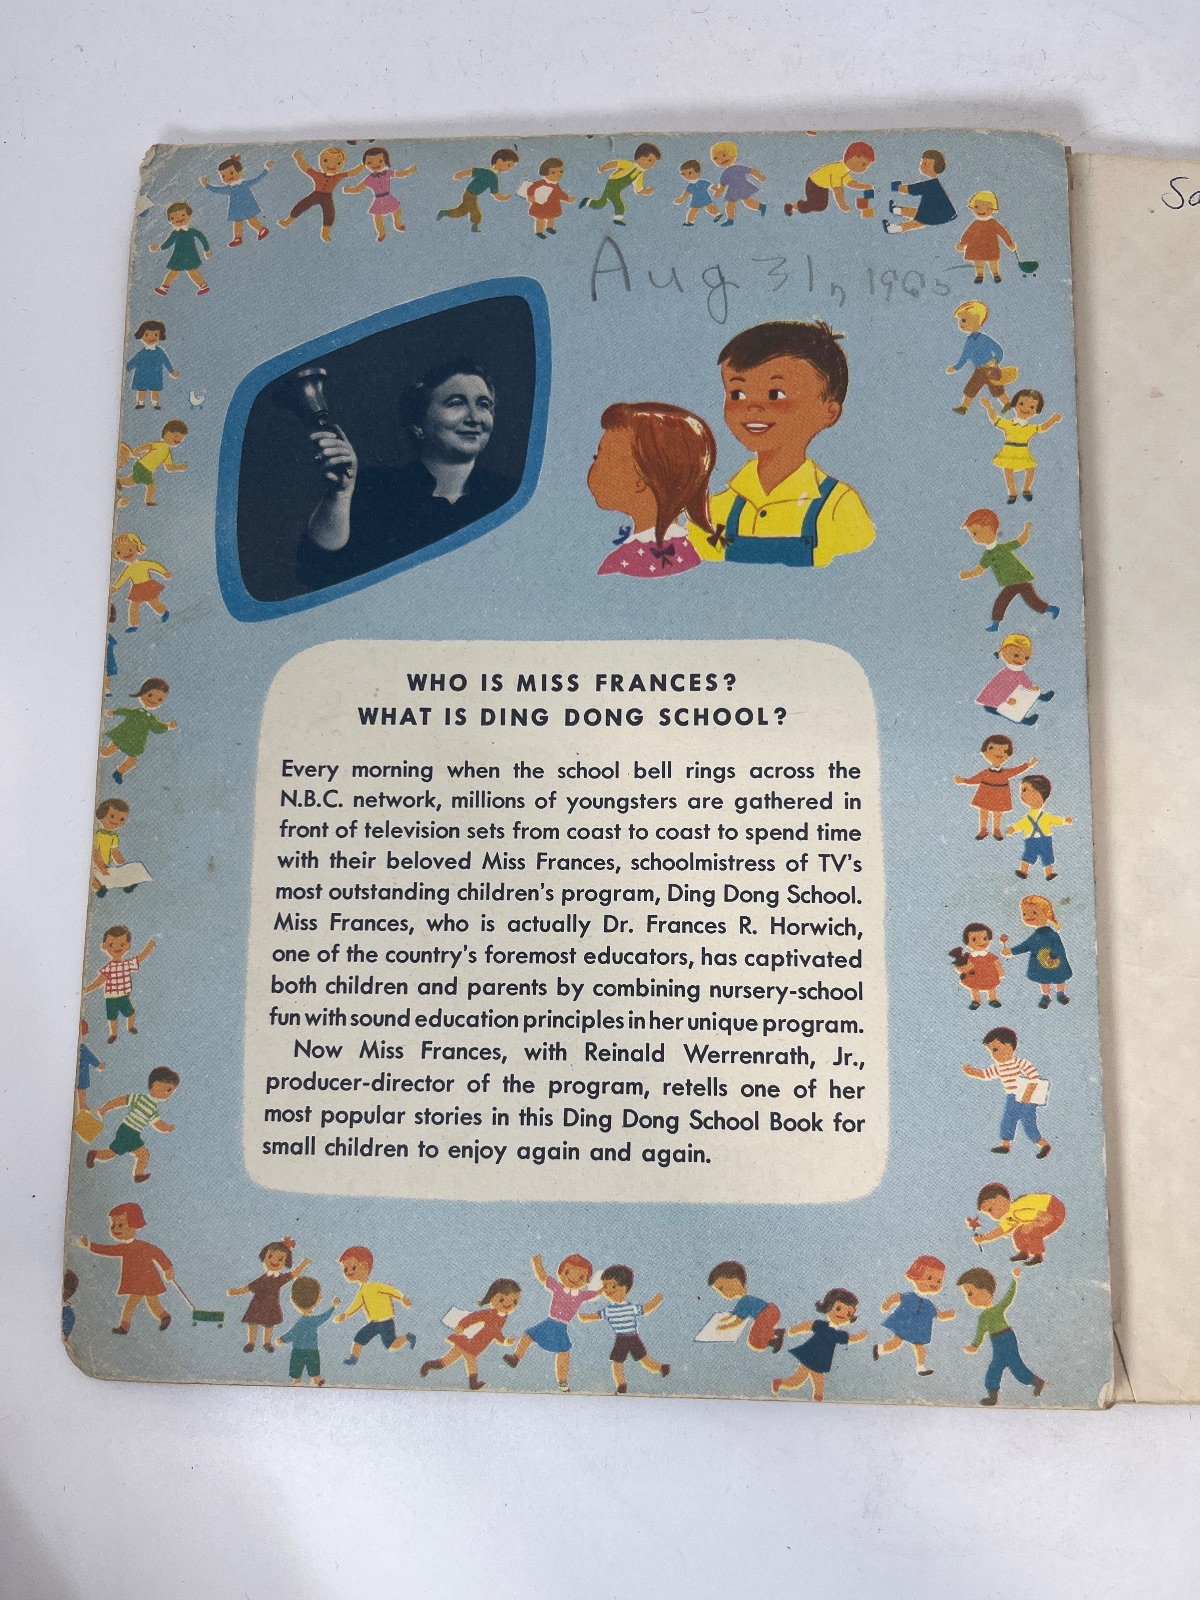 Aug 31, 1965
WHO IS MISS FRANCES?
WHAT IS DING DONG SCHOOL?
Every morning when the school bell rings across the
N.B.C. network, millions of youngsters are gathered in
front of television sets from coast to coast to spend time
with their beloved Miss Frances, schoolmistress of TV's
most outstanding children's program, Ding Dong School.
Miss Frances, who is actually Dr. Frances R. Horwich,
one of the country's foremost educators, has captivated
both children and parents by combining nursery-school
fun with sound education principles in her unique program.
Now Miss Frances, with Reinald Werrenrath, Jr.,
producer-director of the program, retells one of her
most popular stories in this Ding Dong School Book for
small children to enjoy again and again.